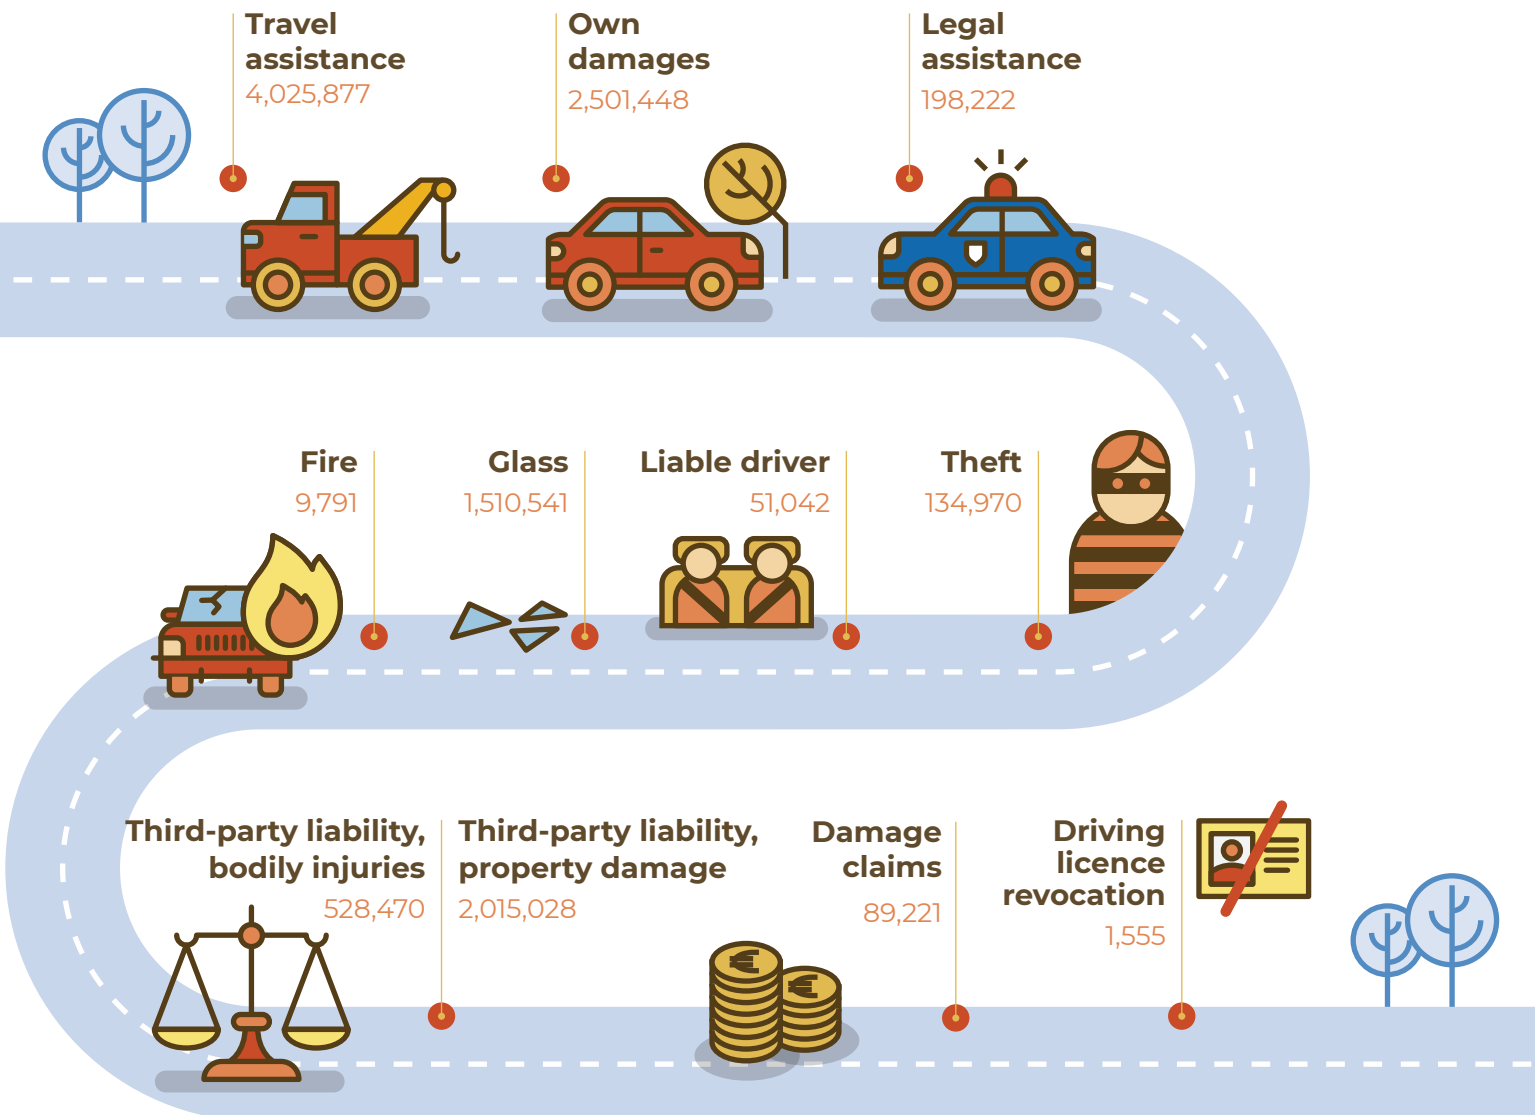 Travel
assistance
4,025,877
Own
damages
2,501,448
Legal
assistance
198,222
Fire
9,791
Glass
1,510,541
Liable driver
51,042
Theft
134,970
Third-party liability,
bodily injuries
528,470
Third-party liability,
property damage
2,015,028
Damage
claims
89,221
Driving
licence
revocation
1,555
€
€